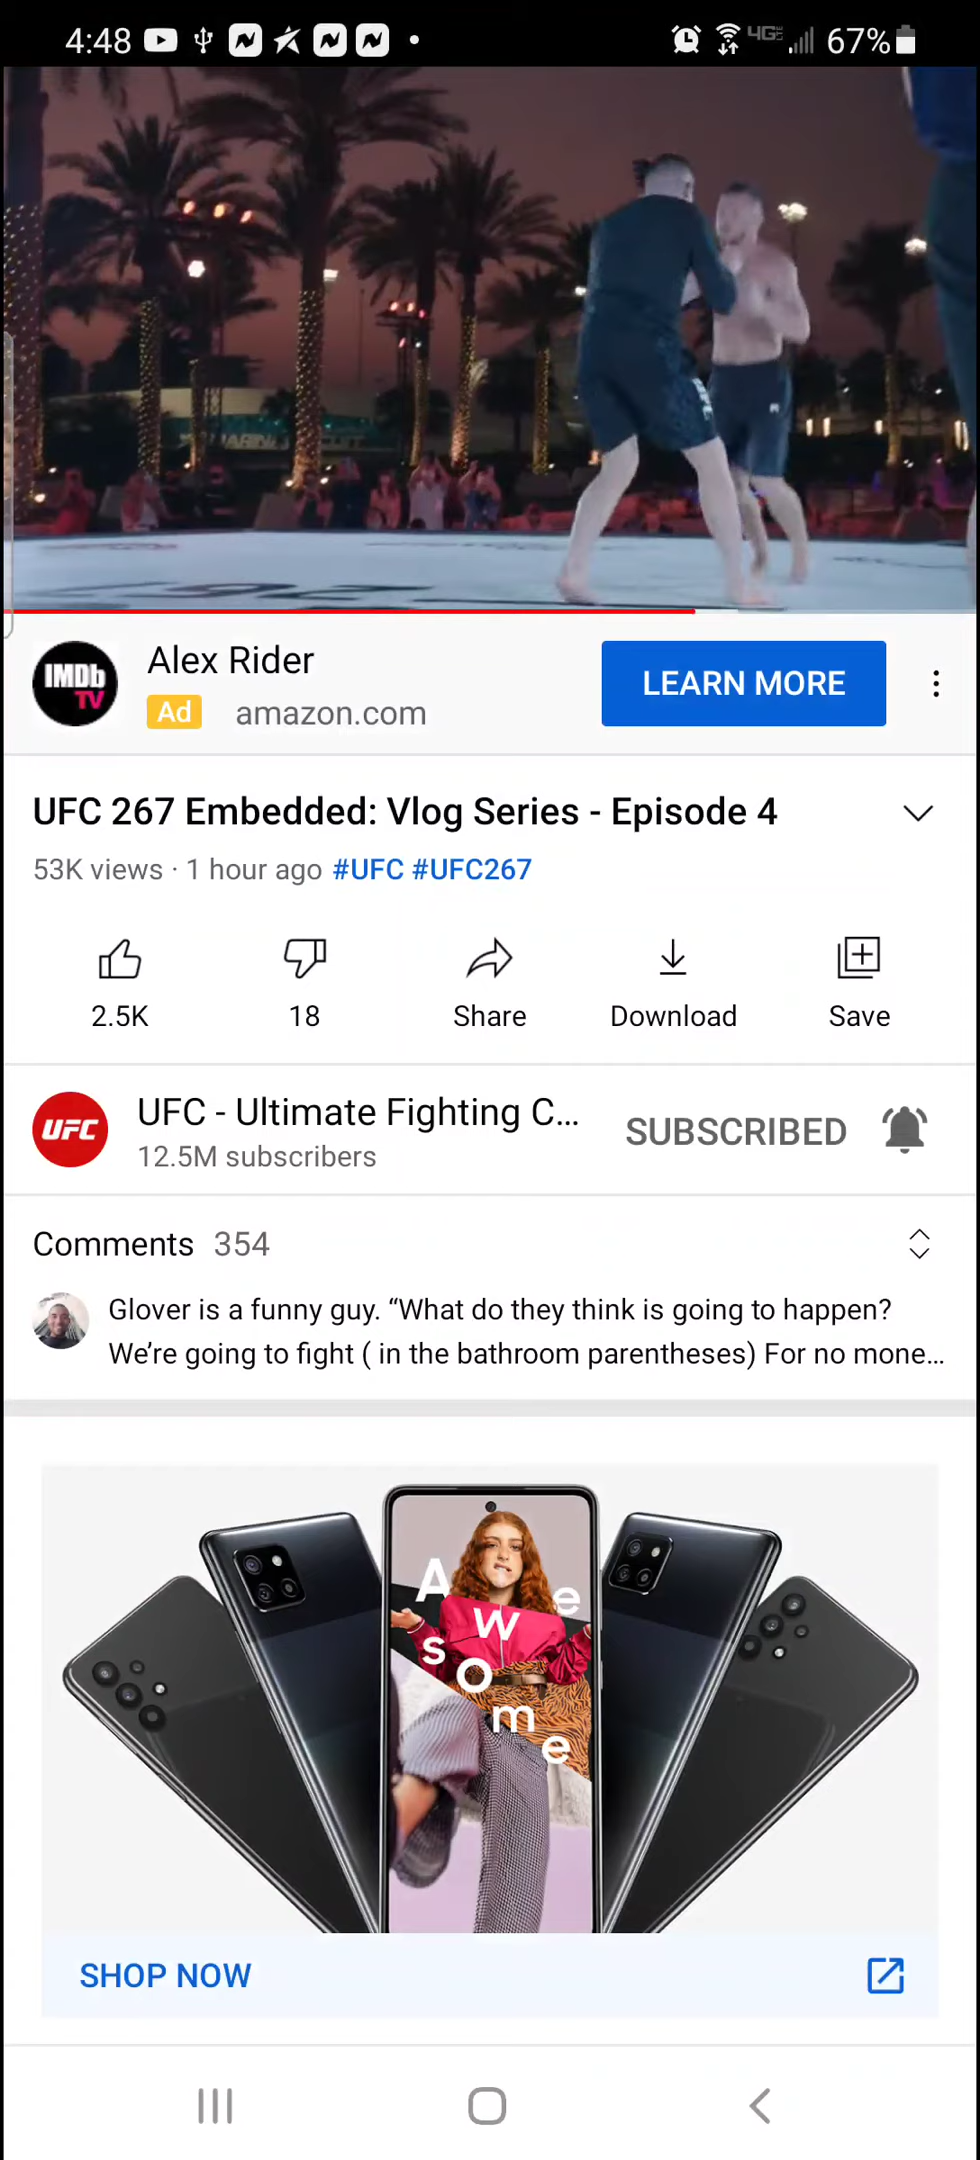 4:48
4G LTE 67%
IMDb
TV
Alex Rider
Ad amazon.com
LEARN MORE
UFC 267 Embedded: Vlog Series - Episode 4
53K views · 1 hour ago #UFC #UFC267
2.5K 18 Share Download Save
UFC
UFC - Ultimate Fighting C...
12.5M subscribers
SUBSCRIBED
Comments 354
Glover is a funny guy. “What do they think is going to happen?
We’re going to fight ( in the bathroom parentheses) For no mone...
Awesome
SHOP NOW